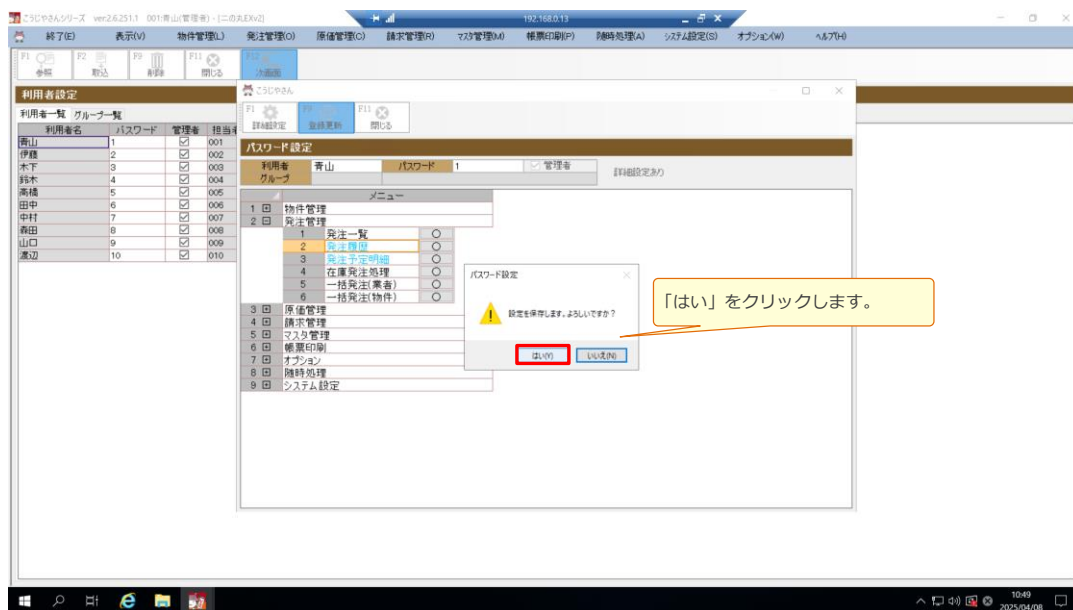 こうじやさんシリーズ ver2.6.251.1 001:青山(管理者) - [二の丸EXv2]
192.168.0.13
終了(E) 表示(V) 物件管理(L) 発注管理(O) 原価管理(C) 請求管理(R) マスタ管理(M) 帳票印刷(P) 随時処理(A) システム設定(S) オプション(W) ヘルプ(H)
F1 F2 F9 F11 F12
参照 取込 削除 閉じる 次画面
利用者設定
利用者一覧 グループ一覧
利用者名 パスワード 管理者 担当者
青山 1 001
伊藤 2 002
木下 3 003
鈴木 4 004
高橋 5 005
田中 6 006
中村 7 007
森田 8 008
山口 9 009
渡辺 10 010
こうじやさん
F1 F9 F11
詳細設定 登録更新 閉じる
パスワード設定
利用者 青山 パスワード 1 管理者
グループ
詳細設定あり
メニュー
1 物件管理
2 発注管理
1 発注一覧 ○
2 発注履歴 ○
3 発注予定明細 ○
4 在庫発注処理 ○
5 一括発注(業者) ○
6 一括発注(物件) ○
3 原価管理
4 請求管理
5 マスタ管理
6 帳票印刷
7 オプション
8 随時処理
9 システム設定
パスワード設定
設定を保存します。よろしいですか？
はい(Y) いいえ(N)
「はい」をクリックします。
10:49
2025/04/08